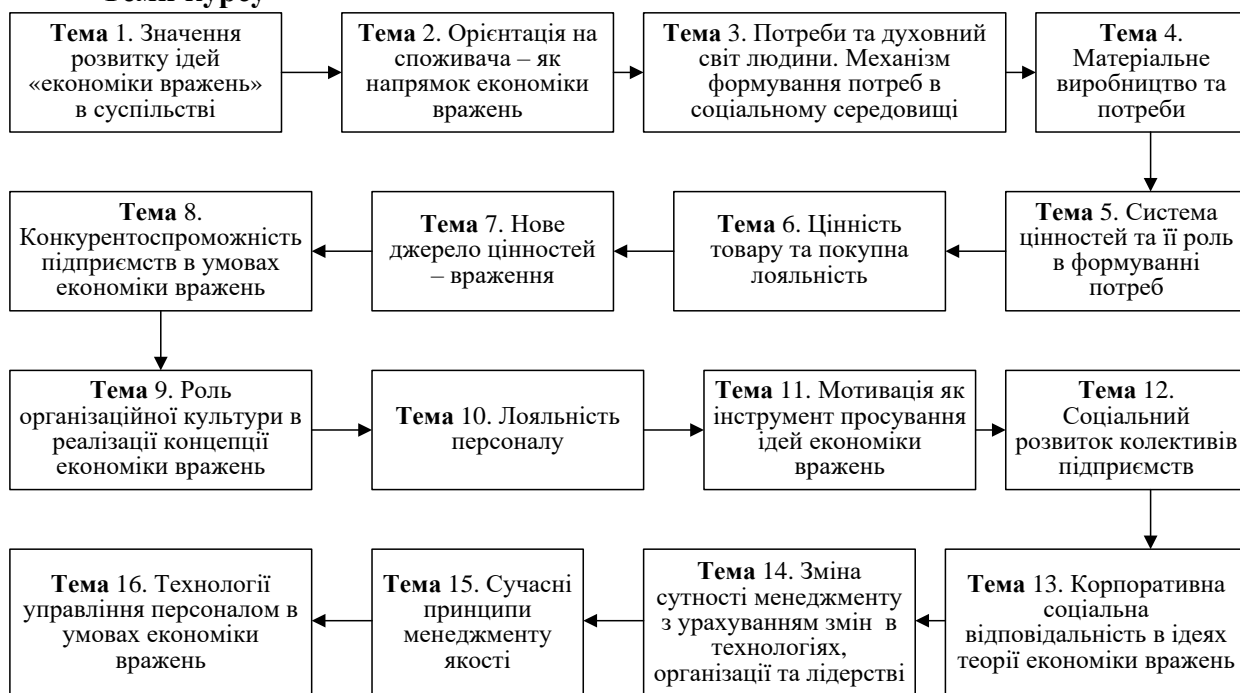 Тема 1. Значення
розвитку ідей
«економіки вражень»
в суспільстві
Тема 2. Орієнтація на
споживача – як
напрямок економіки
вражень
Тема 3. Потреби та духовний
світ людини. Механізм
формування потреб в
соціальному середовищі
Тема 4.
Матеріальне
виробництво та
потреби
Тема 5. Система
цінностей та її роль
в формуванні
потреб
Тема 6. Цінність
товару та покупна
лояльність
Тема 7. Нове
джерело цінностей
– враження
Тема 8.
Конкурентоспроможність
підприємств в умовах
економіки вражень
Тема 9. Роль
організаційної культури в
реалізації концепції
економіки вражень
Тема 10. Лояльність
персоналу
Тема 11. Мотивація як
інструмент просування
ідей економіки
вражень
Тема 12.
Соціальний
розвиток колективів
підприємств
Тема 13. Корпоративна
соціальна
відповідальність в ідеях
теорії економіки вражень
Тема 14. Зміна
сутності менеджменту
з урахуванням змін в
технологіях,
організації та лідерстві
Тема 15. Сучасні
принципи
менеджменту
якості
Тема 16. Технології
управління персоналом в
умовах економіки
вражень